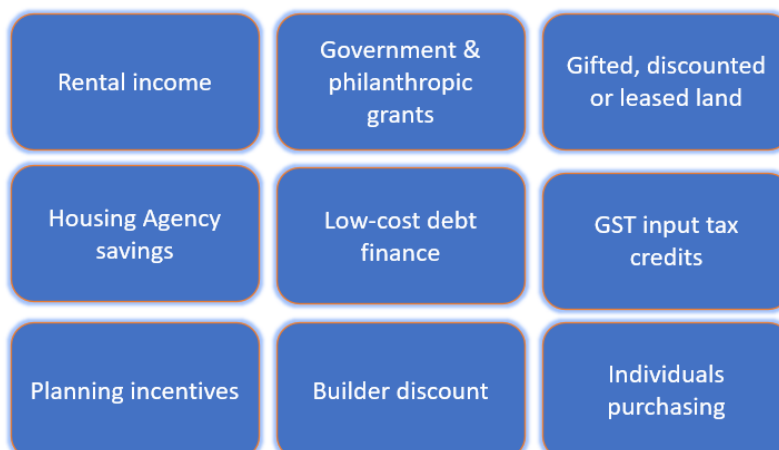 Rental income
Government &
philanthropic
grants
Gifted, discounted
or leased land
Housing Agency
savings
Low-cost debt
finance
GST input tax
credits
Planning incentives
Builder discount
Individuals
purchasing